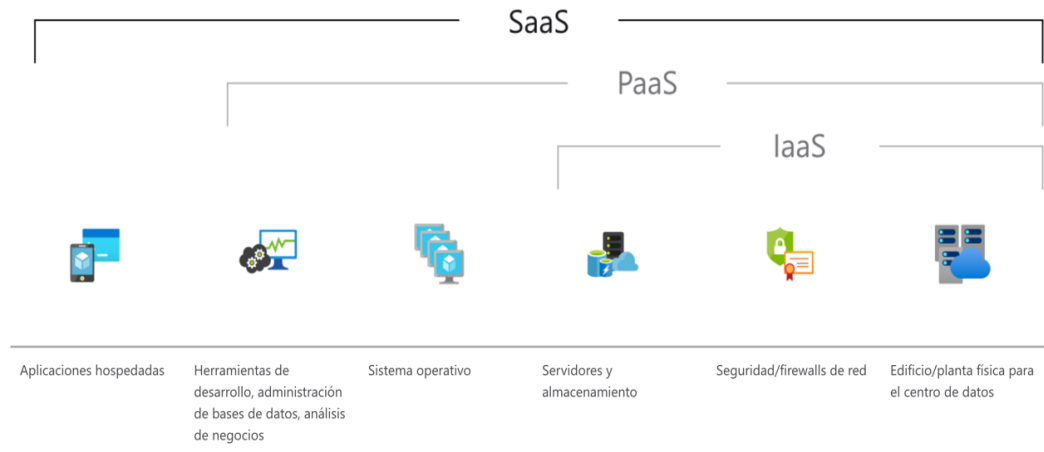 SaaS
PaaS
IaaS
Aplicaciones hospedadas
Herramientas de
desarrollo, administración
de bases de datos, análisis
de negocios
Sistema operativo
Servidores y
almacenamiento
Seguridad/firewalls de red
Edificio/planta física para
el centro de datos